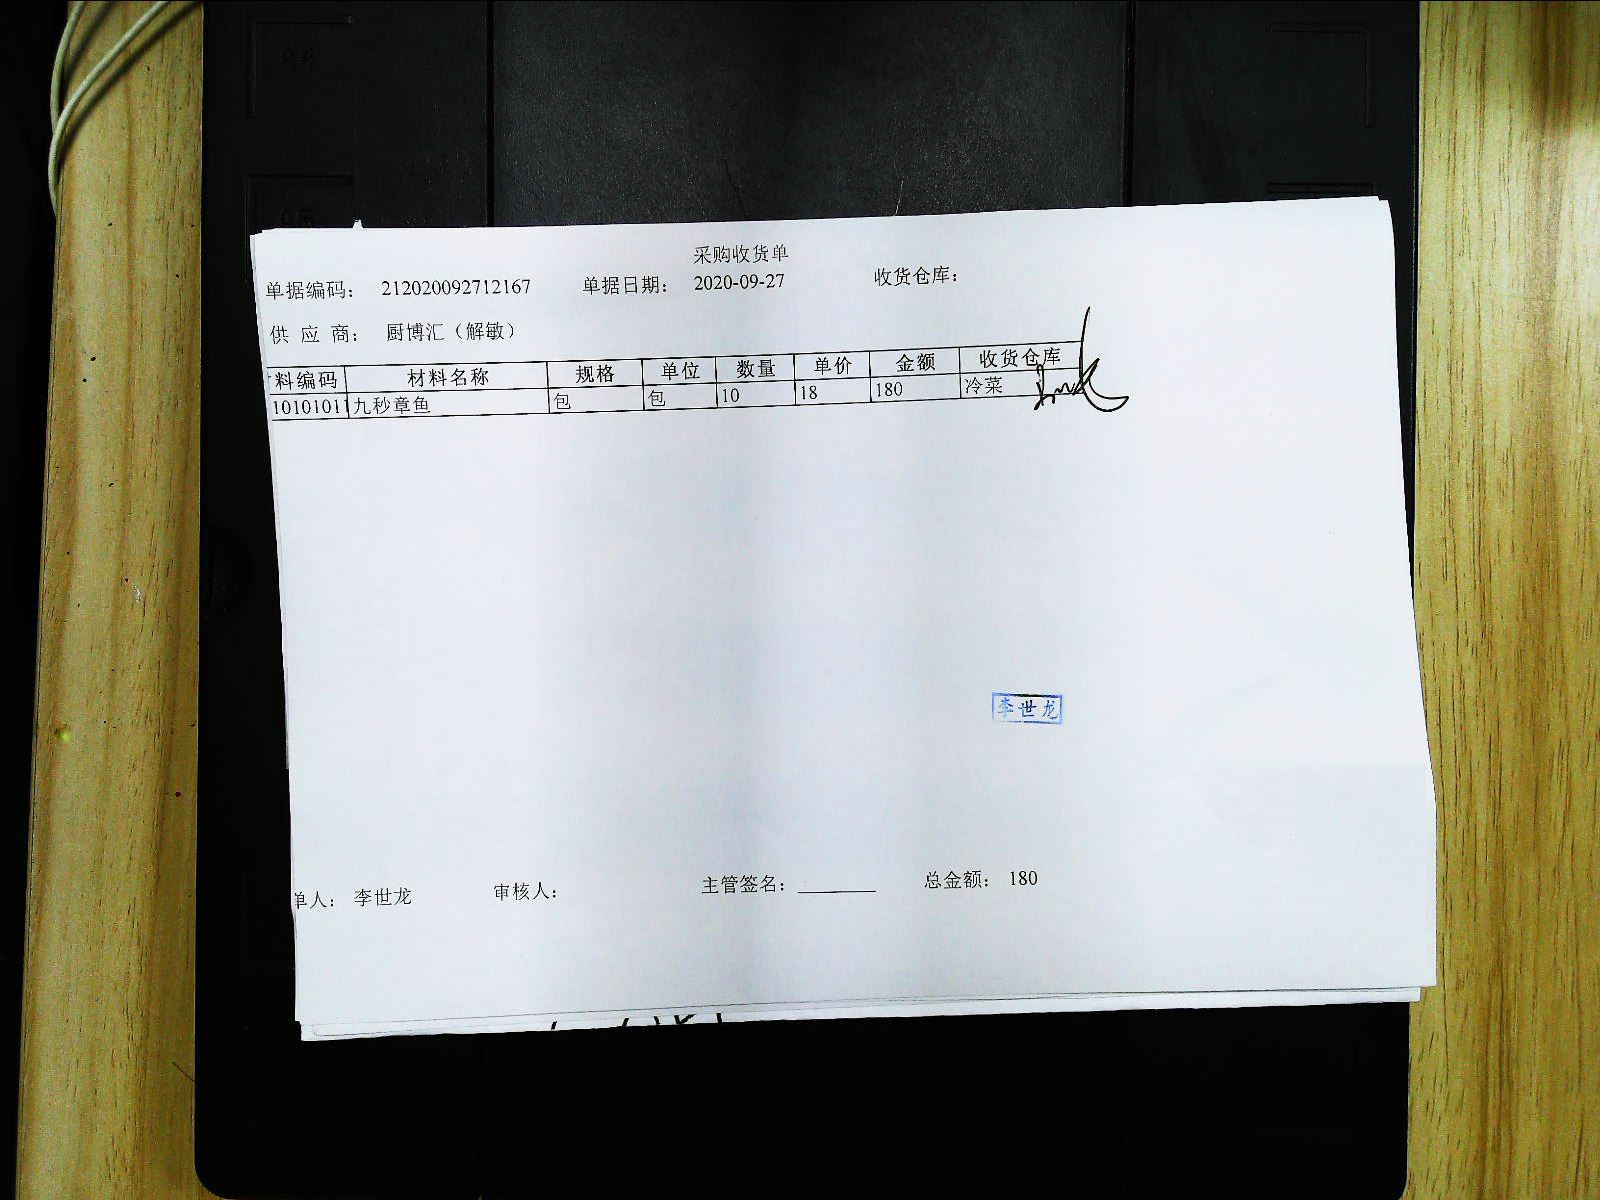 采购收货单
单据编码： 212020092712167 单据日期： 2020-09-27 收货仓库：
供 应 商： 厨博汇（解敏）
料编码 材料名称 规格 单位 数量 单价 金额 收货仓库
10101011 九秒章鱼 包 包 10 18 180 冷菜
李世龙
单人： 李世龙 审核人： 主管签名： 总金额： 180